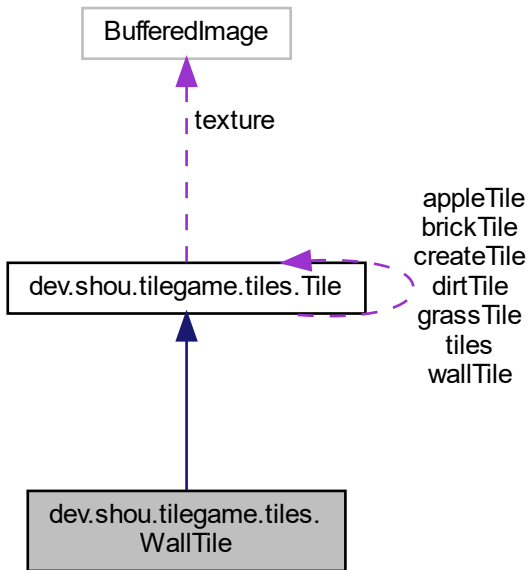 BufferedImage
texture
appleTile
brickTile
createTile
dirtTile
grassTile
tiles
wallTile
dev.shou.tilegame.tiles.Tile
dev.shou.tilegame.tiles.
WallTile